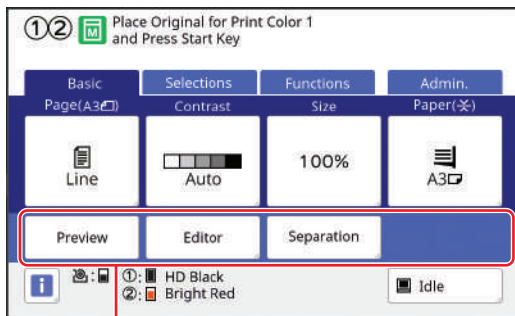 ①② M Place Original for Print Color 1
and Press Start Key
Basic Selections Functions Admin.
Page(A3) Contrast Size Paper(
Line Auto 100% A3
Preview Editor Separation
①: HD Black
②: Bright Red
i : Idle